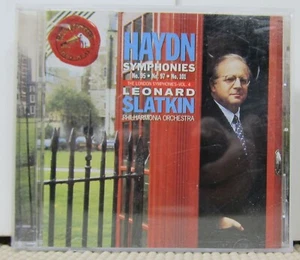 HAYDN
SYMPHONIES
No. 95 • No. 97 • No. 101
THE LONDON SYMPHONIES VOL. 4
LEONARD
SLATKIN
PHILHARMONIA ORCHESTRA